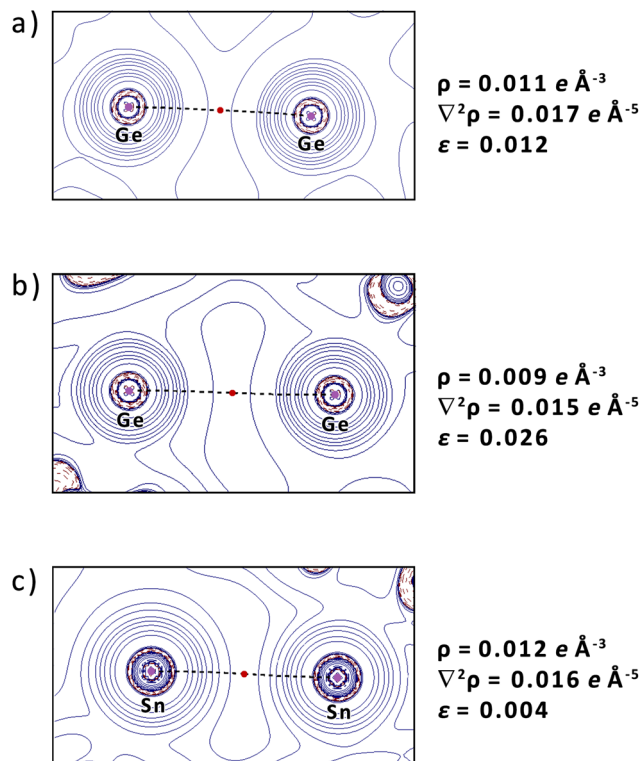 a)
Ge
Ge
ρ = 0.011 e Å⁻³
∇²ρ = 0.017 e Å⁻⁵
ε = 0.012
b)
Ge
Ge
ρ = 0.009 e Å⁻³
∇²ρ = 0.015 e Å⁻⁵
ε = 0.026
c)
Sn
Sn
ρ = 0.012 e Å⁻³
∇²ρ = 0.016 e Å⁻⁵
ε = 0.004